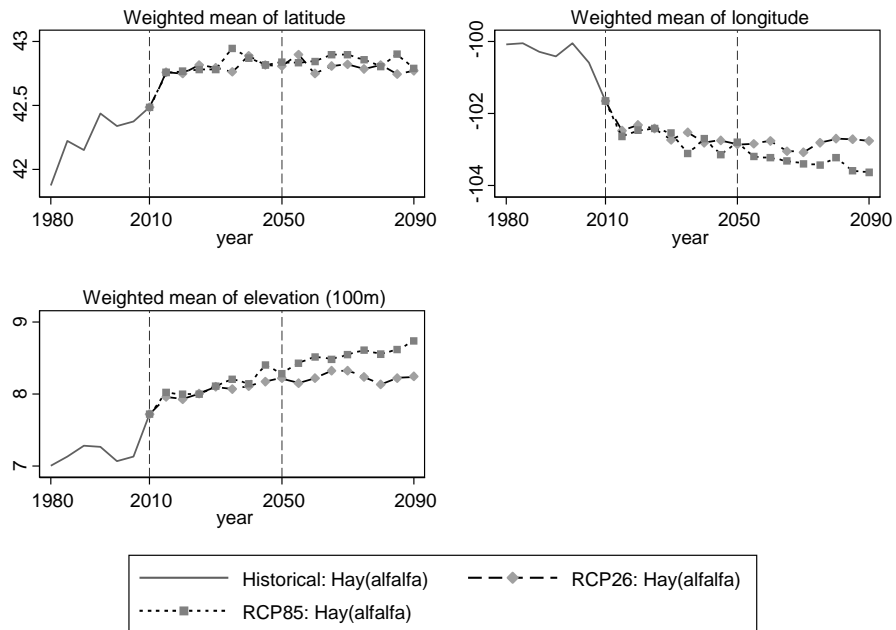 Weighted mean of latitude
43
42.5
42
1980 2010 2050 2090
year
Weighted mean of longitude
-100
-102
-104
1980 2010 2050 2090
year
Weighted mean of elevation (100m)
9
8
7
1980 2010 2050 2090
year
Historical: Hay(alfalfa) RCP26: Hay(alfalfa)
RCP85: Hay(alfalfa)